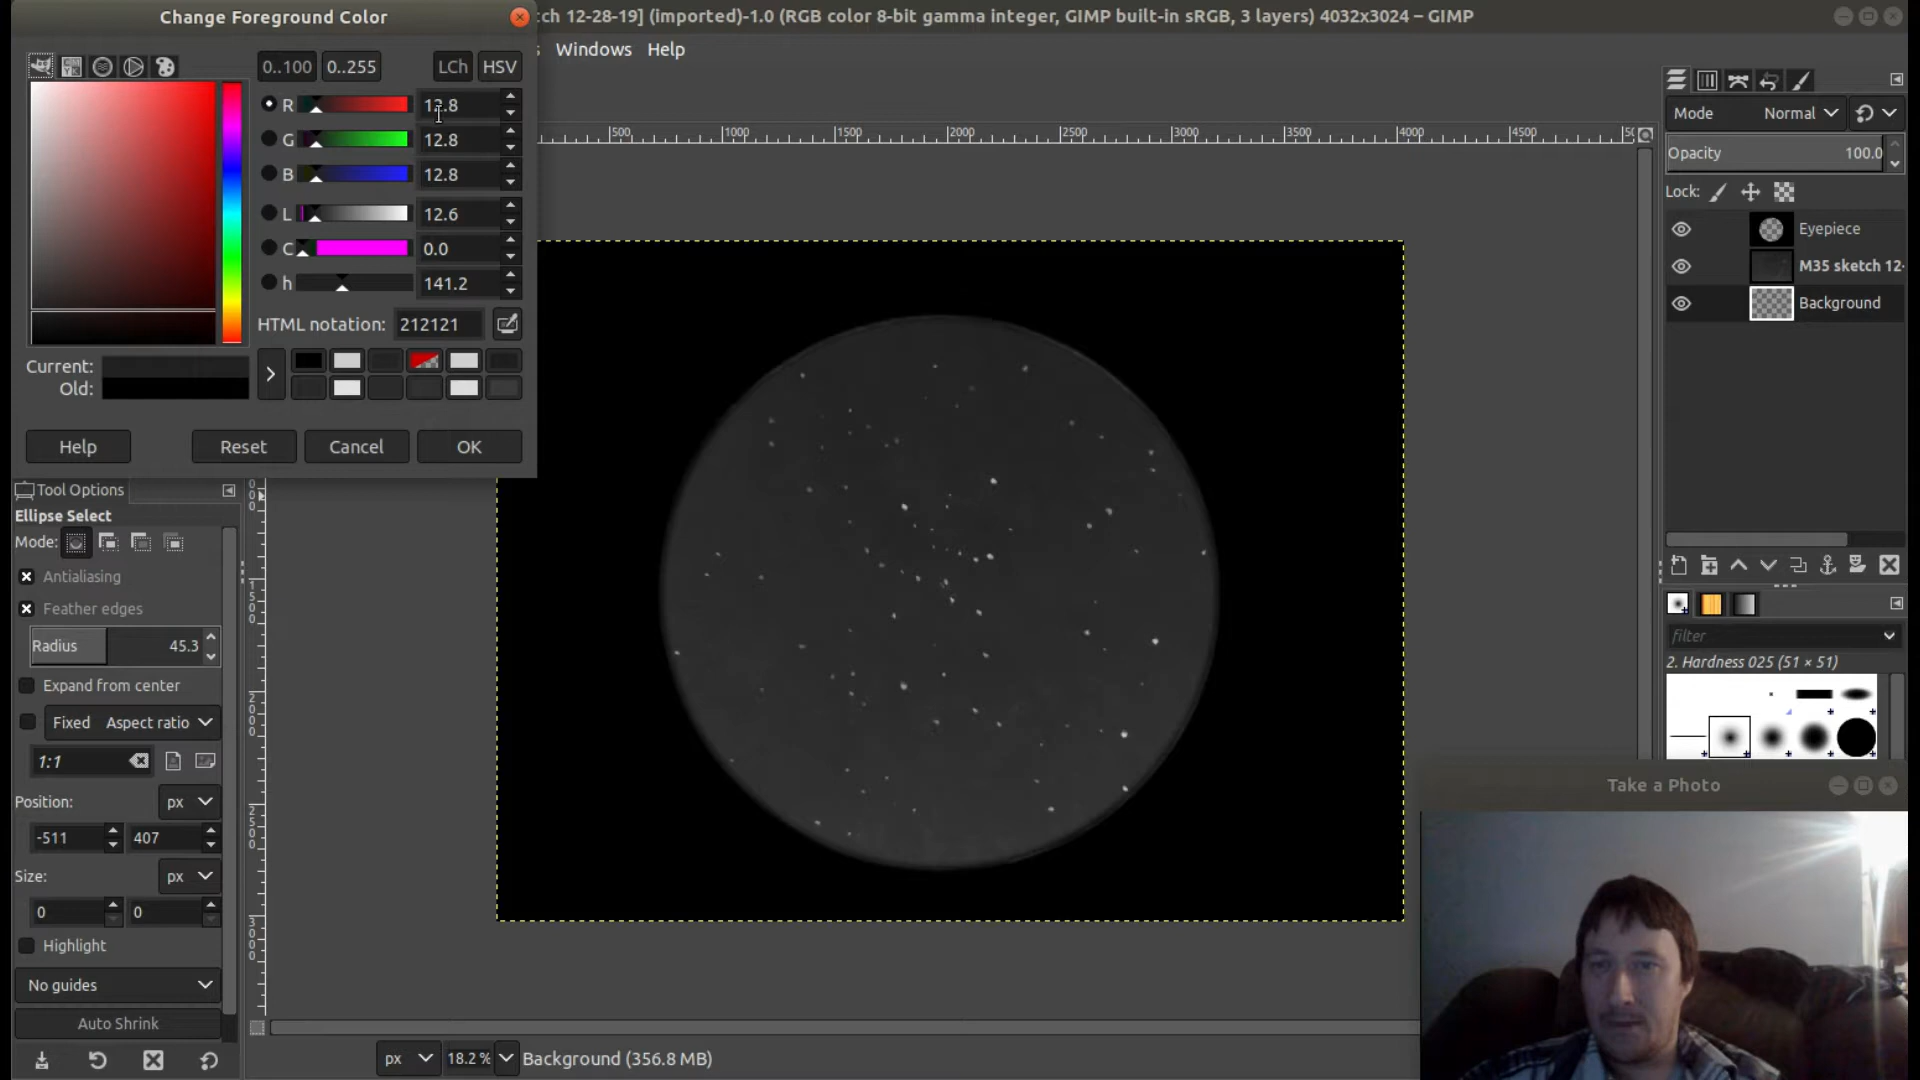 Change Foreground Color
tch 12-28-19] (imported)-1.0 (RGB color 8-bit gamma integer, GIMP built-in sRGB, 3 layers) 4032x3024 – GIMP
Windows Help
0..100 0..255 LCh HSV
R 12.8
G 12.8
B 12.8
L 12.6
C 0.0
h 141.2
HTML notation: 212121
Current:
Old:
Help Reset Cancel OK
500 1000 1500 2000 2500 3000 3500 4000 4500
Mode Normal
Opacity 100.0
Lock:
Eyepiece
M35 sketch 12-
Background
Tool Options
Ellipse Select
Mode:
Antialiasing
Feather edges
Radius 45.3
Expand from center
Fixed Aspect ratio
1:1
Position: px
-511 407
Size: px
0 0
Highlight
No guides
Auto Shrink
1500
2000
2500
3000
filter
2. Hardness 025 (51 × 51)
Take a Photo
px 18.2 % Background (356.8 MB)